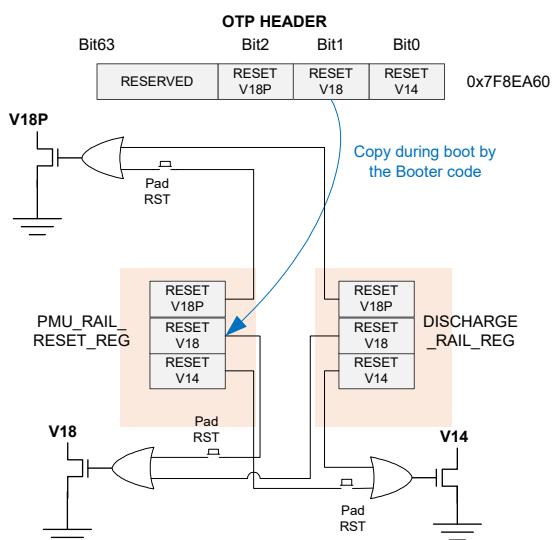 OTP HEADER
Bit63
Bit2
Bit1
Bit0
RESERVED
RESET
V18P
RESET
V18
RESET
V14
0x7F8EA60
V18P
Pad
RST
Copy during boot by
the Booter code
PMU_RAIL_
RESET_REG
RESET
V18P
RESET
V18
RESET
V14
RESET
V18P
RESET
V18
RESET
V14
DISCHARGE
_RAIL_REG
V18
Pad
RST
V14
Pad
RST